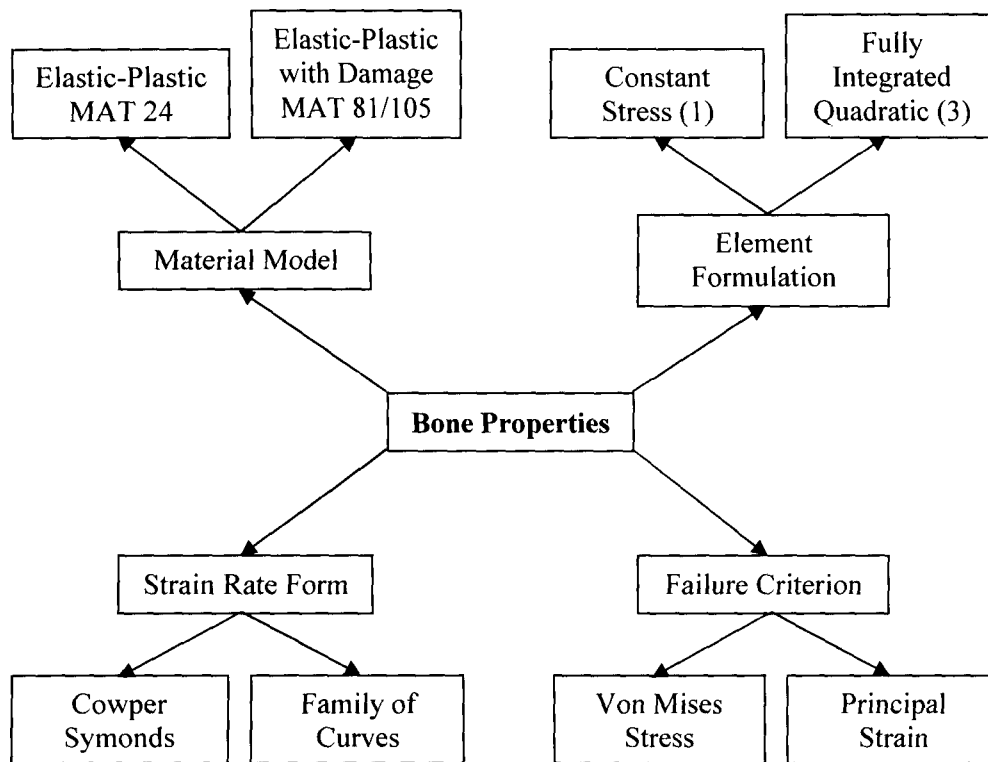 Elastic-Plastic
MAT 24
Elastic-Plastic
with Damage
MAT 81/105
Constant
Stress (1)
Fully
Integrated
Quadratic (3)
Material Model
Element
Formulation
Bone Properties
Strain Rate Form
Failure Criterion
Cowper
Symonds
Family of
Curves
Von Mises
Stress
Principal
Strain